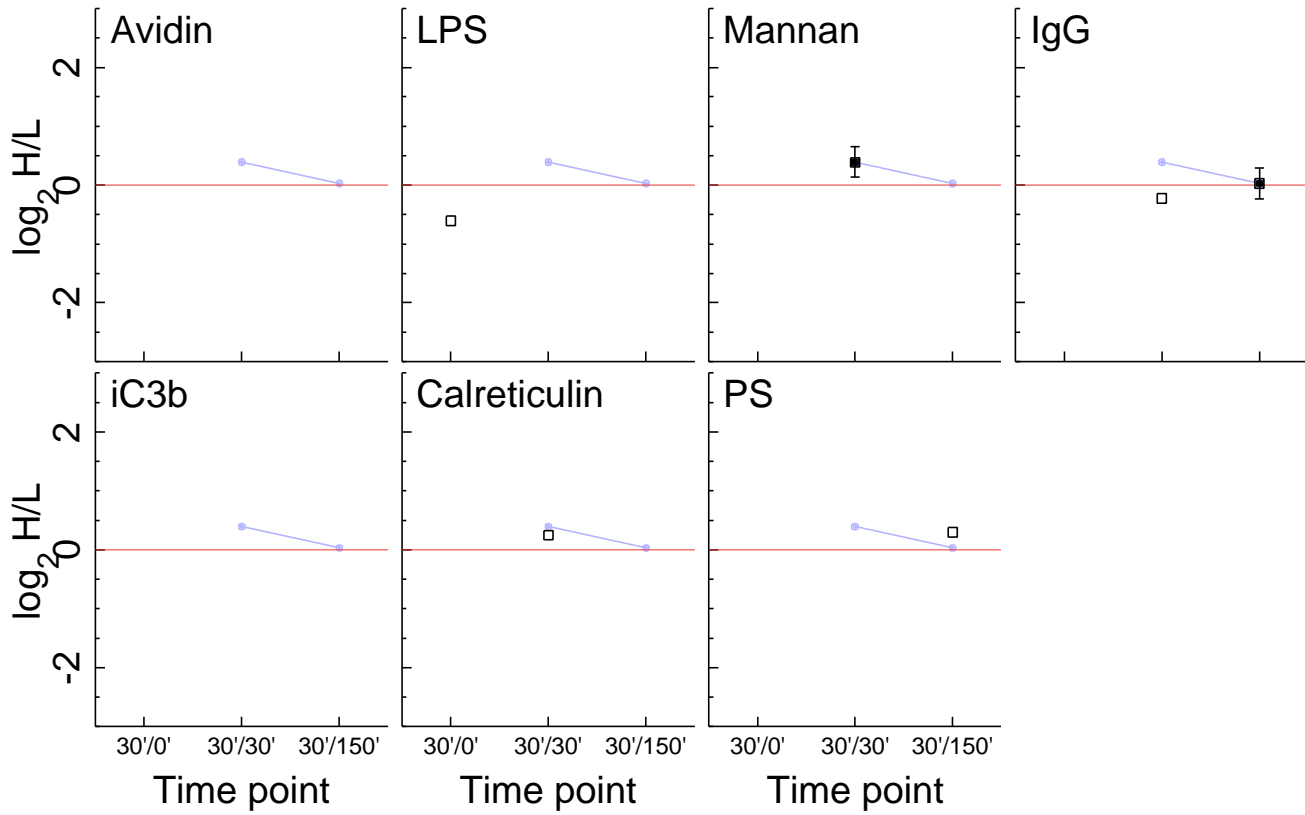 Avidin
LPS
Mannan
IgG
log2 H/L
2
0
-2
iC3b
Calreticulin
PS
log2 H/L
2
0
-2
30'/0' 30'/30' 30'/150'
30'/0' 30'/30' 30'/150'
30'/0' 30'/30' 30'/150'
Time point
Time point
Time point